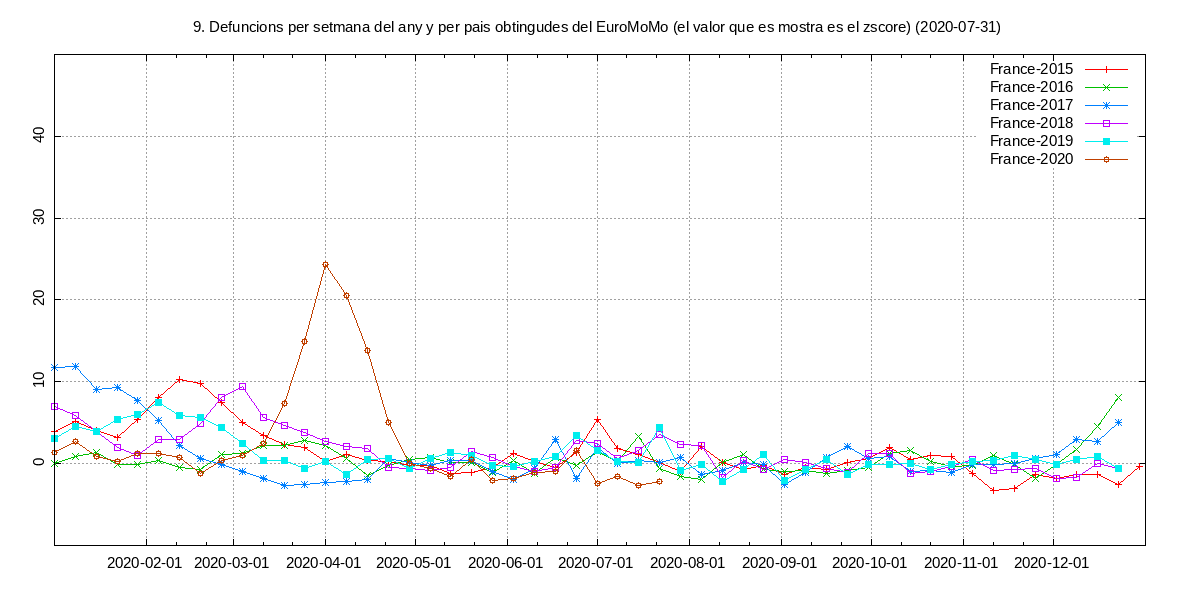 9. Defuncions per setmana del any y per pais obtingudes del EuroMoMo (el valor que es mostra es el zscore) (2020-07-31)
France-2015
France-2016
France-2017
France-2018
France-2019
France-2020
40
30
20
10
0
2020-02-01 2020-03-01 2020-04-01 2020-05-01 2020-06-01 2020-07-01 2020-08-01 2020-09-01 2020-10-01 2020-11-01 2020-12-01